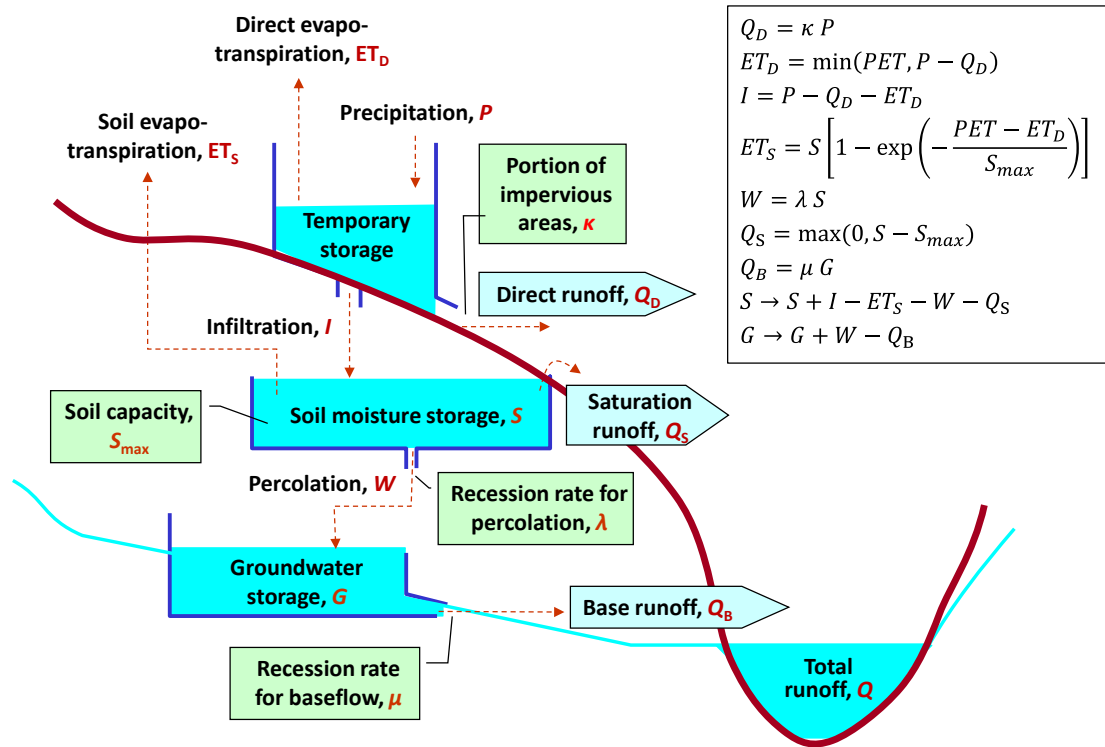 Direct evapo-
transpiration, ET_D
Precipitation, P
Soil evapo-
transpiration, ET_S
Portion of
impervious
areas, κ
Temporary
storage
Direct runoff, Q_D
Infiltration, I
Soil capacity,
S_max
Soil moisture storage, S
Saturation
runoff, Q_S
Percolation, W
Recession rate for
percolation, λ
Groundwater
storage, G
Base runoff, Q_B
Recession rate
for baseflow, μ
Total
runoff, Q
Q_D = κ P
ET_D = min(PET, P − Q_D)
I = P − Q_D − ET_D
ET_S = S [1 − exp(− (PET − ET_D) / S_max)]
W = λ S
Q_S = max(0, S − S_max)
Q_B = μ G
S → S + I − ET_S − W − Q_S
G → G + W − Q_B